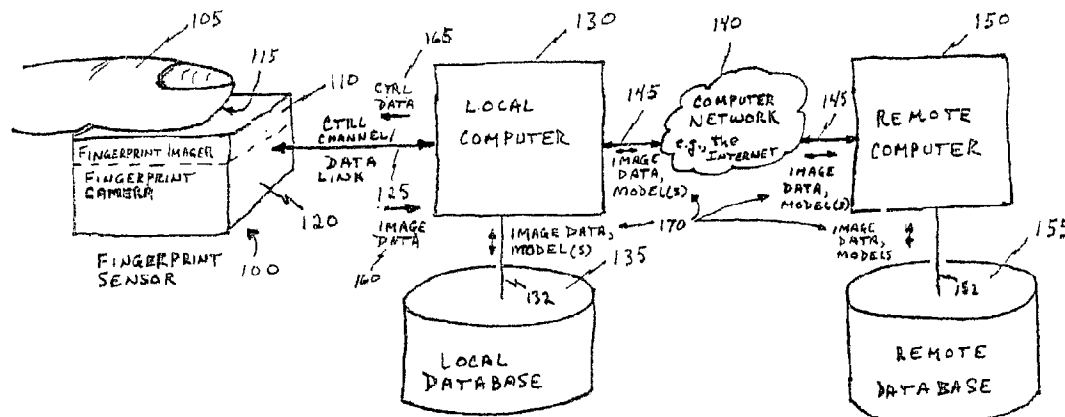 105
115
110
FINGERPRINT IMAGER
FINGERPRINT
CAMERA
120
100
FINGERPRINT
SENSOR
165
CTRL
DATA
CTRL CHANNEL/
DATA
LINK
125
IMAGE
DATA
160
130
LOCAL
COMPUTER
IMAGE DATA,
MODEL(S)
170
132
135
LOCAL
DATABASE
140
145
COMPUTER
NETWORK
e.g., the
INTERNET
IMAGE
DATA,
MODEL(S)
145
IMAGE
DATA,
MODEL(S)
150
REMOTE
COMPUTER
IMAGE
DATA,
MODELS
152
155
REMOTE
DATABASE